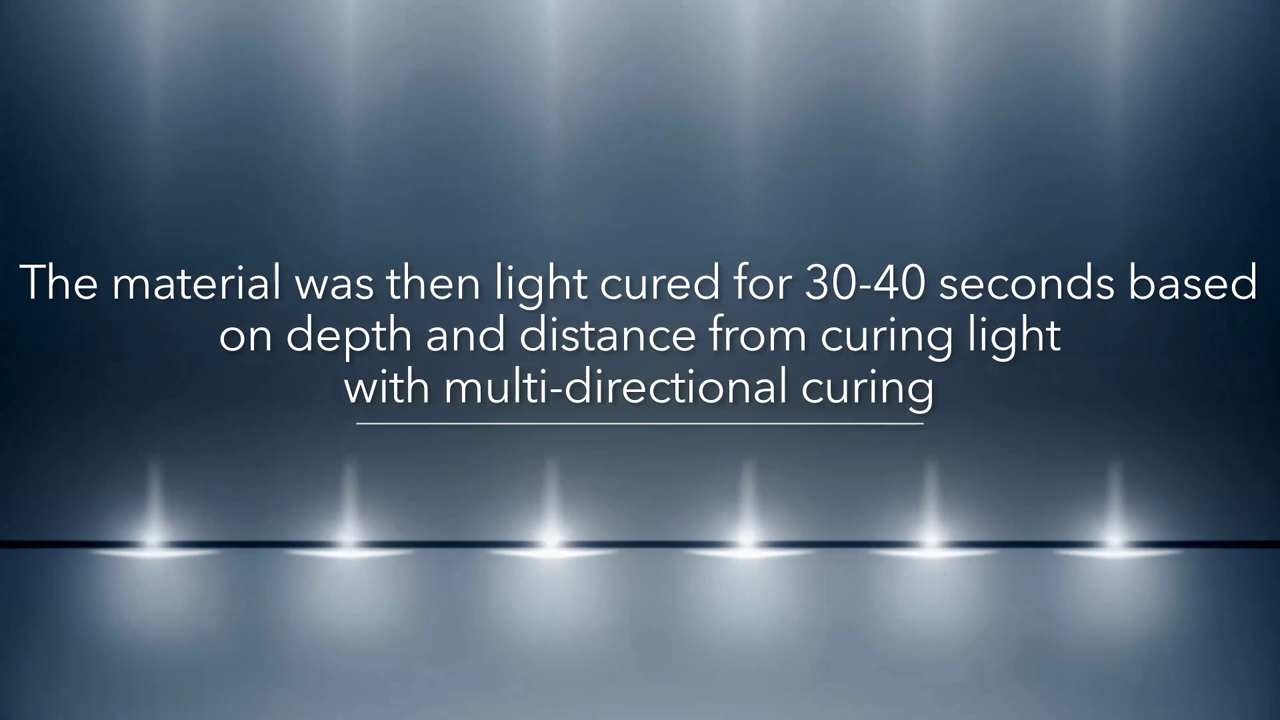 The material was then light cured for 30-40 seconds based
on depth and distance from curing light
with multi-directional curing